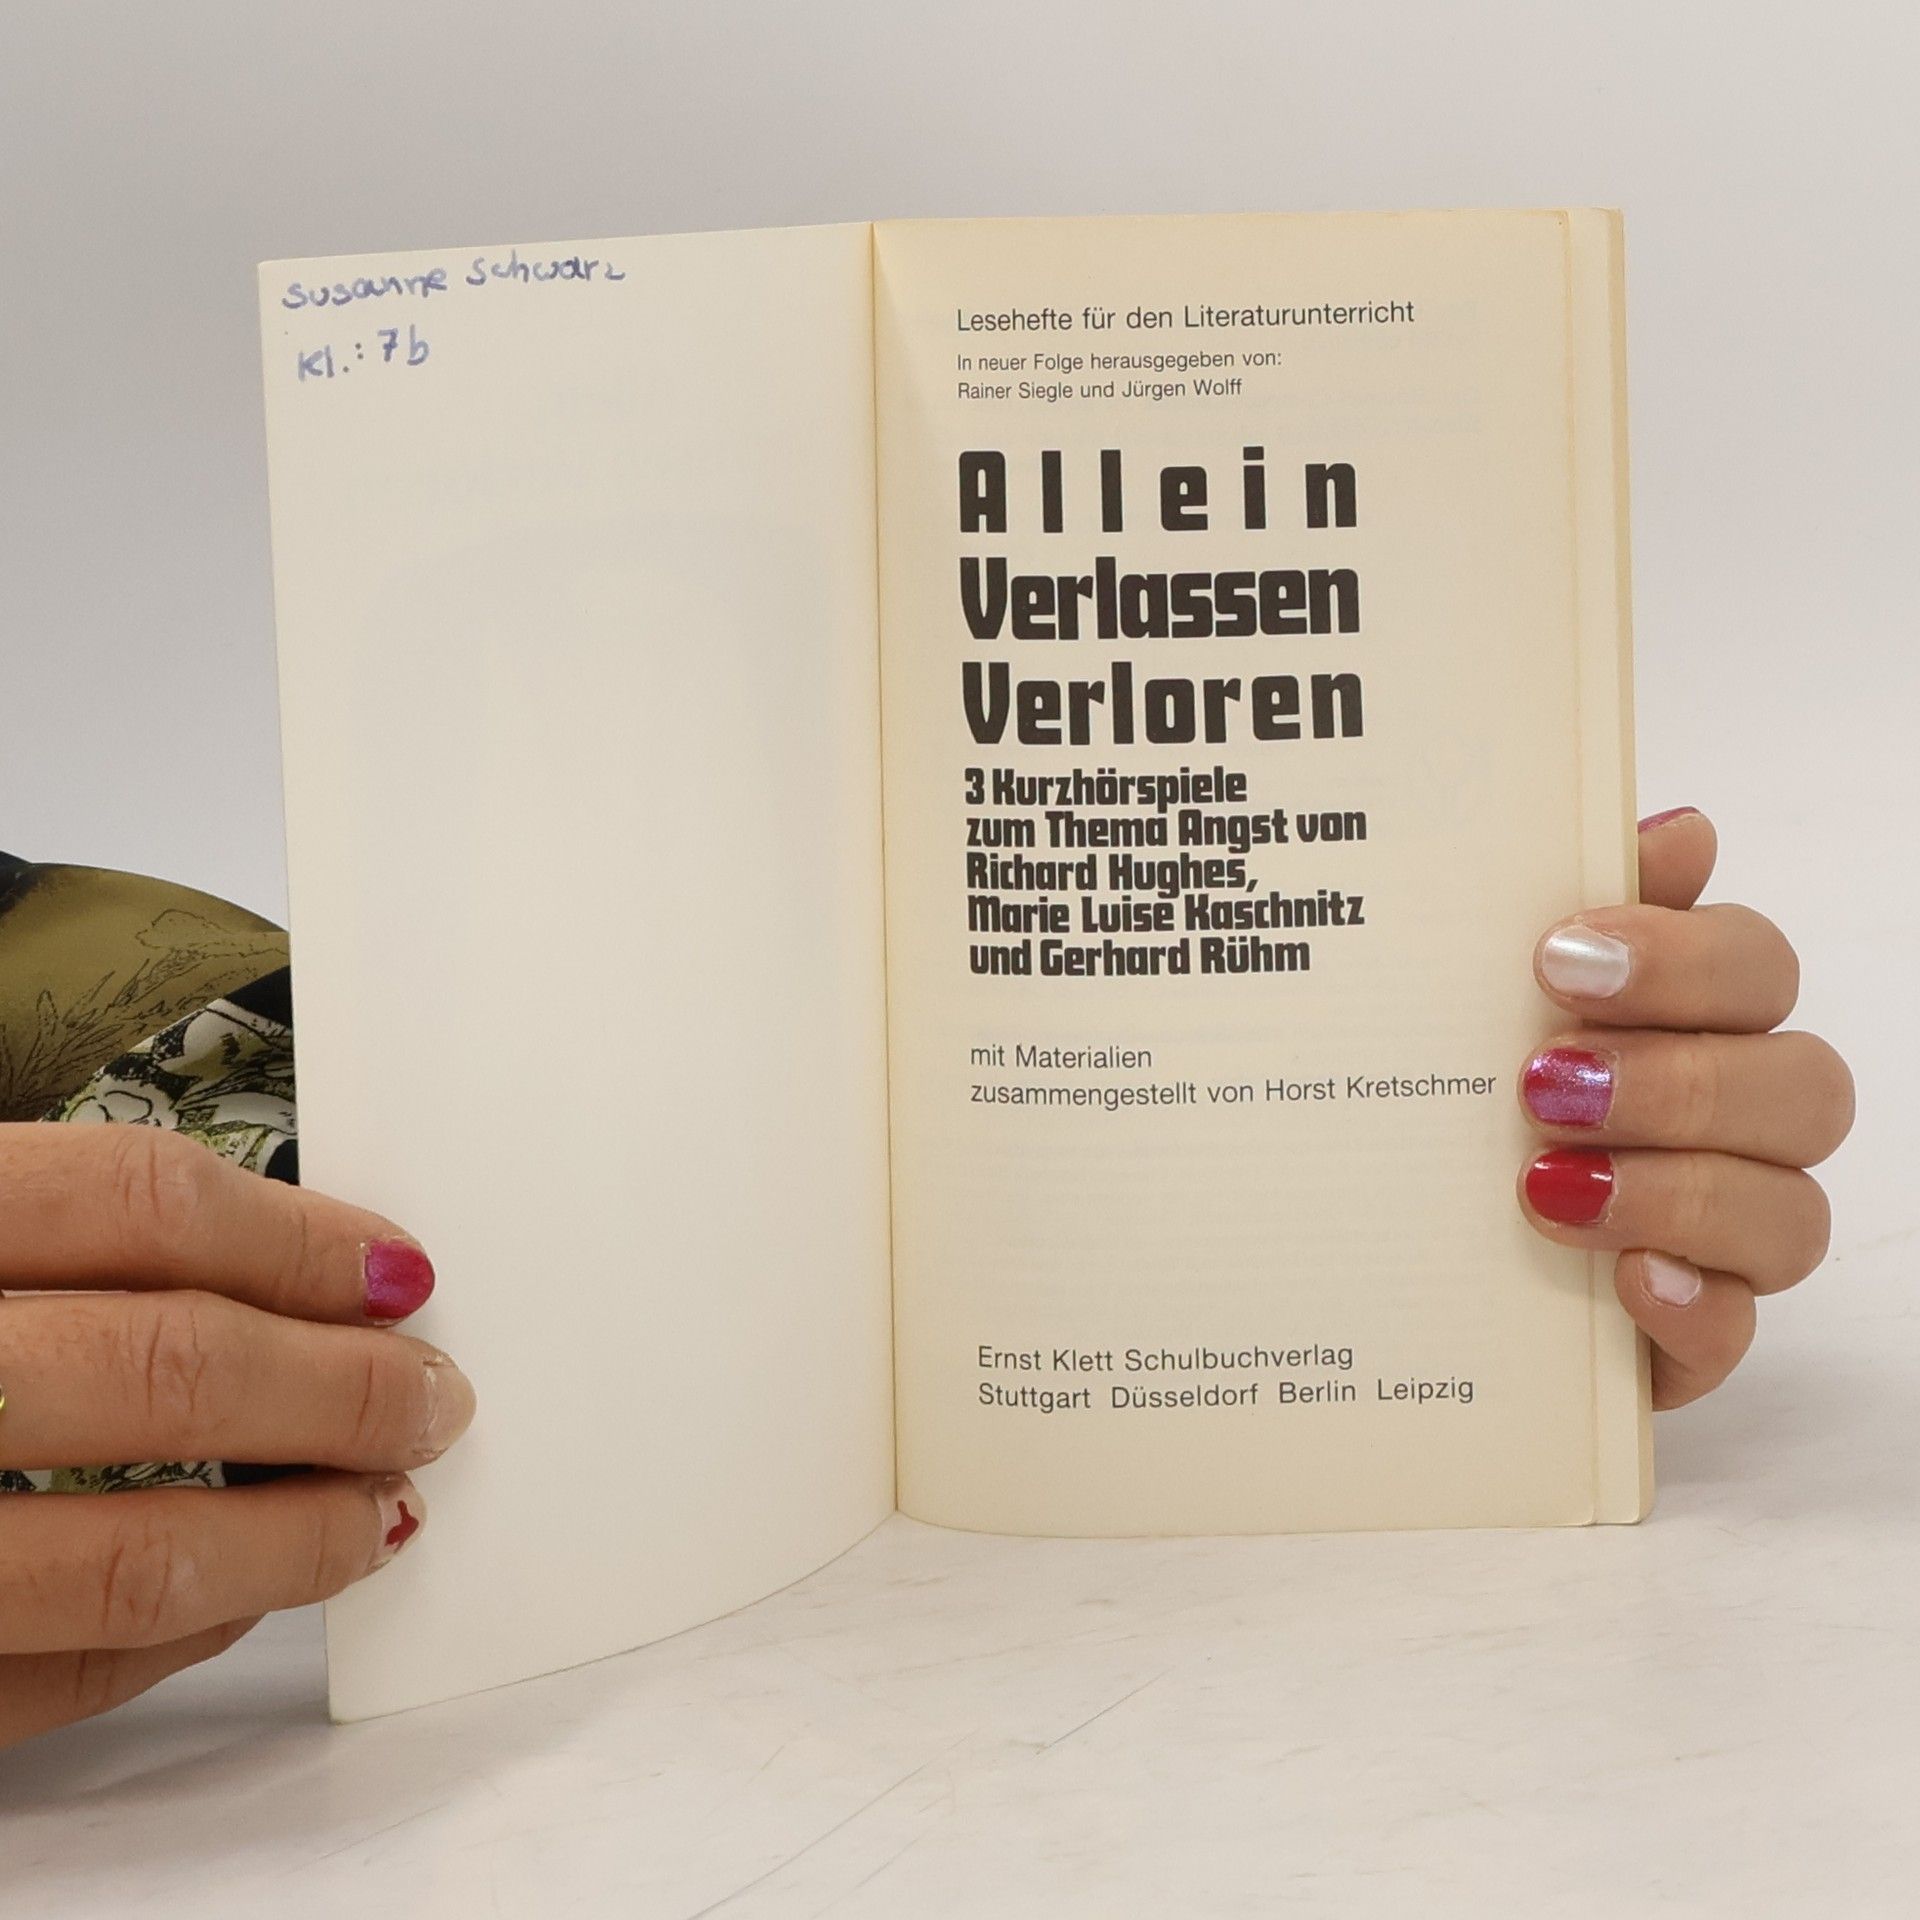 Susanne Schwarz
Kl.: 7b
Lesehefte für den Literaturunterricht
In neuer Folge herausgegeben von:
Rainer Siegle und Jürgen Wolff
Allein
Verlassen
Verloren
3 Kurzhörspiele
zum Thema Angst von
Richard Hughes,
Marie Luise Kaschnitz
und Gerhard Rühm
mit Materialien
zusammengestellt von Horst Kretschmer
Ernst Klett Schulbuchverlag
Stuttgart Düsseldorf Berlin Leipzig